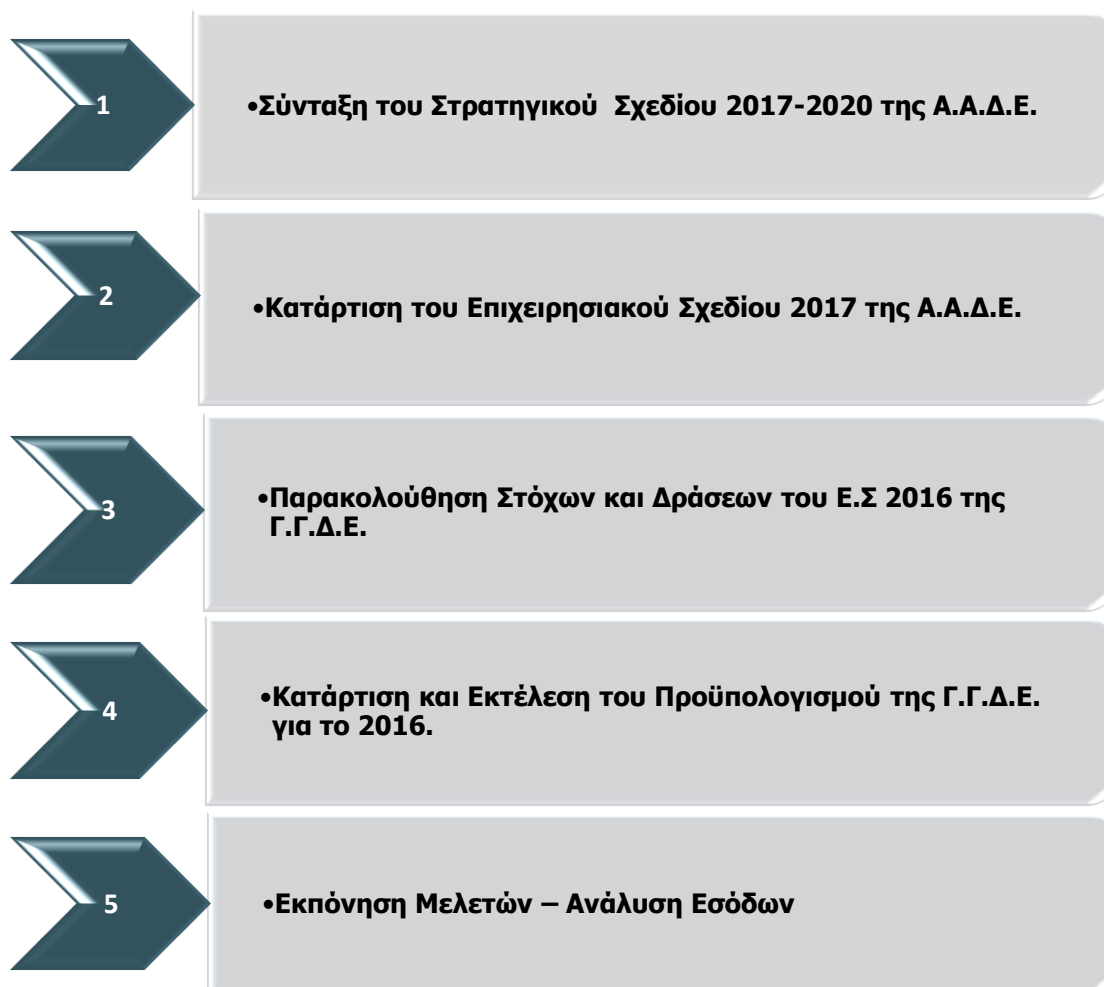 1
•Σύνταξη του Στρατηγικού Σχεδίου 2017-2020 της Α.Α.Δ.Ε.
2
•Κατάρτιση του Επιχειρησιακού Σχεδίου 2017 της Α.Α.Δ.Ε.
3
•Παρακολούθηση Στόχων και Δράσεων του Ε.Σ 2016 της
Γ.Γ.Δ.Ε.
4
•Κατάρτιση και Εκτέλεση του Προϋπολογισμού της Γ.Γ.Δ.Ε.
για το 2016.
5
•Εκπόνηση Μελετών – Ανάλυση Εσόδων